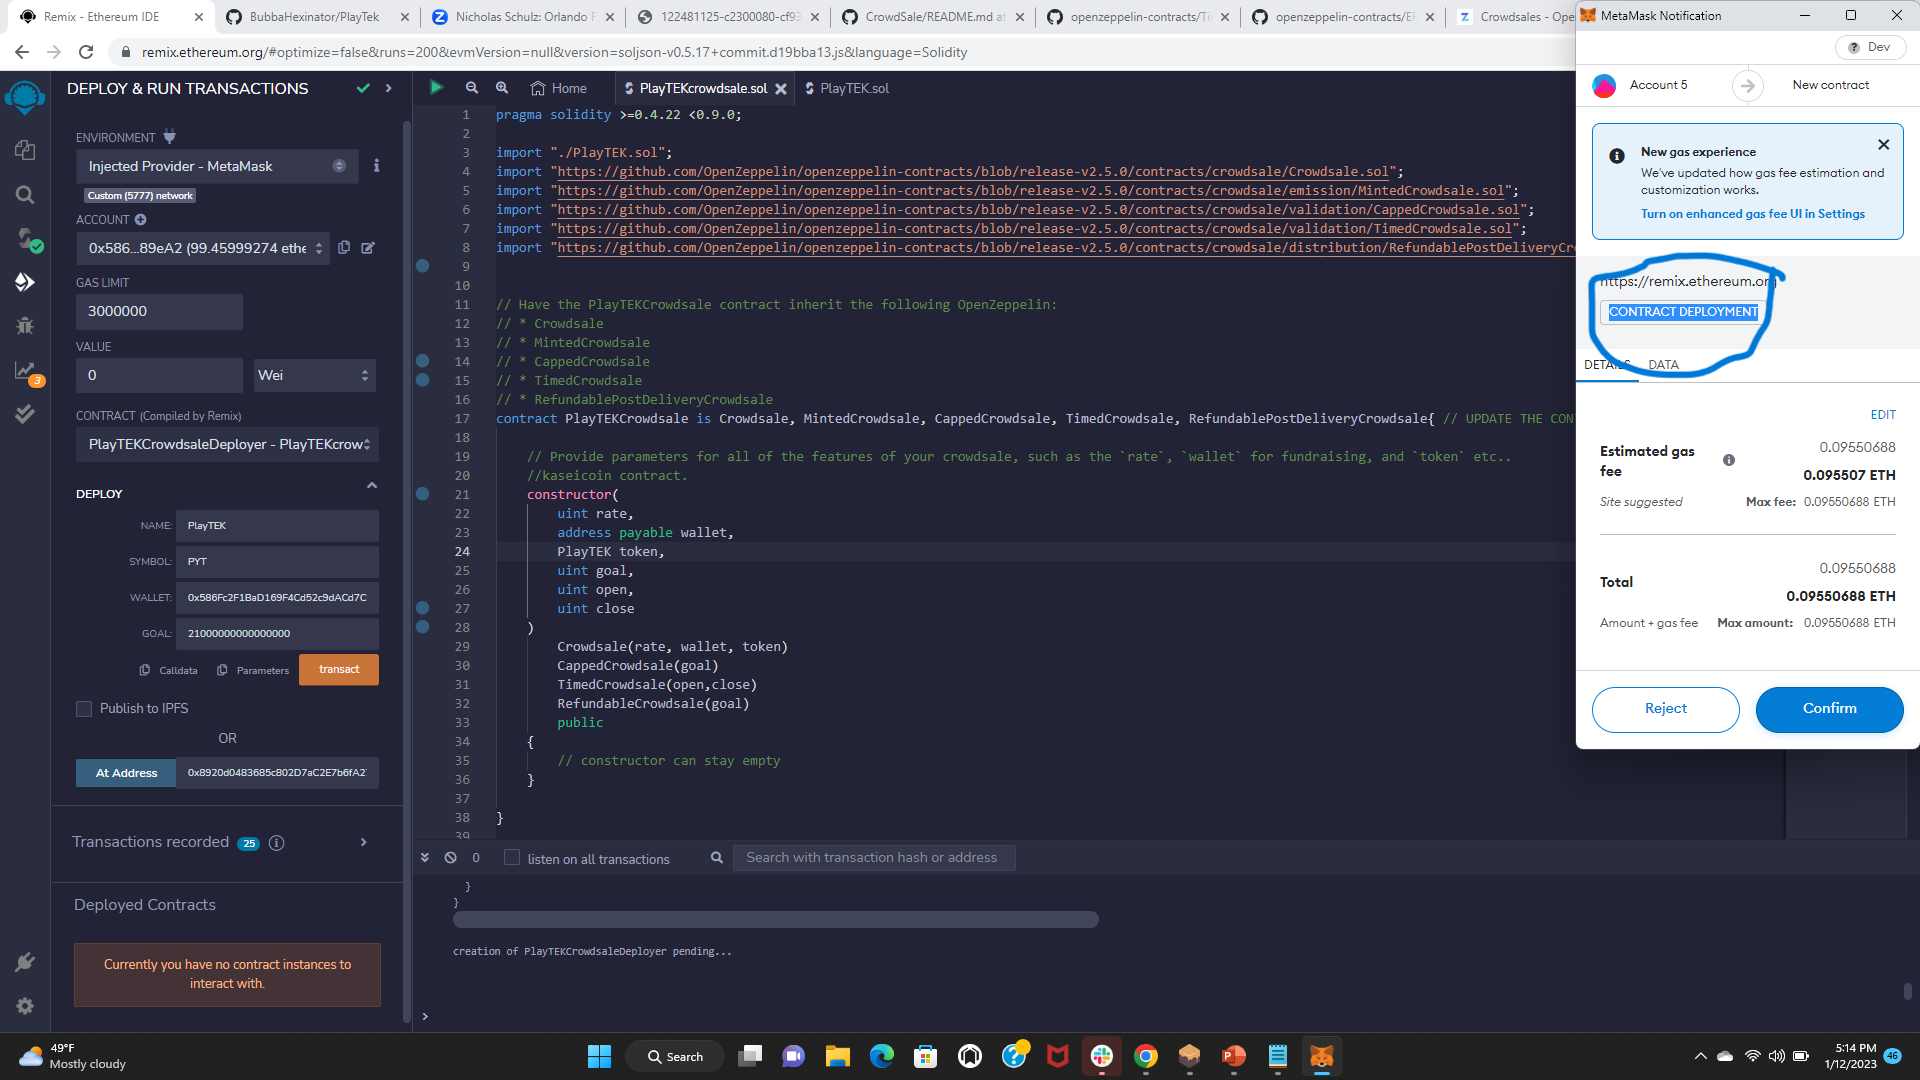 Remix - Ethereum IDE
BubbaHexinator/PlayTek
Nicholas Schulz: Orlando F
122481125-c2300080-cf93
CrowdSale/README.md at
openzeppelin-contracts/Ti
openzeppelin-contracts/EF
Crowdsales - Ope
remix.ethereum.org/#optimize=false&runs=200&evmVersion=null&version=soljson-v0.5.17+commit.d19bba13.js&language=Solidity
DEPLOY & RUN TRANSACTIONS
ENVIRONMENT
Injected Provider - MetaMask
Custom (5777) network
ACCOUNT
0x586...89eA2 (99.45999274 ethe
GAS LIMIT
3000000
VALUE
0
Wei
CONTRACT (Compiled by Remix)
PlayTEKCrowdsaleDeployer - PlayTEKcrow
DEPLOY
NAME: PlayTEK
SYMBOL: PYT
WALLET: 0x586Fc2F1BaD169F4Cd52c9dACd7C
GOAL: 21000000000000000
Calldata
Parameters
transact
Publish to IPFS
OR
At Address
0x8920d0483685c802D7aC2E7b6fA27
Transactions recorded 25
Deployed Contracts
Currently you have no contract instances to
interact with.
3
Home
PlayTEKcrowdsale.sol
PlayTEK.sol
1 pragma solidity >=0.4.22 <0.9.0;
2
3 import "./PlayTEK.sol";
4 import "https://github.com/OpenZeppelin/openzeppelin-contracts/blob/release-v2.5.0/contracts/crowdsale/Crowdsale.sol";
5 import "https://github.com/OpenZeppelin/openzeppelin-contracts/blob/release-v2.5.0/contracts/crowdsale/emission/MintedCrowdsale.sol";
6 import "https://github.com/OpenZeppelin/openzeppelin-contracts/blob/release-v2.5.0/contracts/crowdsale/validation/CappedCrowdsale.sol";
7 import "https://github.com/OpenZeppelin/openzeppelin-contracts/blob/release-v2.5.0/contracts/crowdsale/validation/TimedCrowdsale.sol";
8 import "https://github.com/OpenZeppelin/openzeppelin-contracts/blob/release-v2.5.0/contracts/crowdsale/distribution/RefundablePostDeliveryCr
9
10
11 // Have the PlayTEKCrowdsale contract inherit the following OpenZeppelin:
12 // * Crowdsale
13 // * MintedCrowdsale
14 // * CappedCrowdsale
15 // * TimedCrowdsale
16 // * RefundablePostDeliveryCrowdsale
17 contract PlayTEKCrowdsale is Crowdsale, MintedCrowdsale, CappedCrowdsale, TimedCrowdsale, RefundablePostDeliveryCrowdsale{ // UPDATE THE CON
18
19 // Provide parameters for all of the features of your crowdsale, such as the `rate`, `wallet` for fundraising, and `token` etc..
20 //kaseicoin contract.
21 constructor(
22 uint rate,
23 address payable wallet,
24 PlayTEK token,
25 uint goal,
26 uint open,
27 uint close
28 )
29 Crowdsale(rate, wallet, token)
30 CappedCrowdsale(goal)
31 TimedCrowdsale(open,close)
32 RefundableCrowdsale(goal)
33 public
34 {
35 // constructor can stay empty
36 }
37
38 }
39
0
listen on all transactions
Search with transaction hash or address
}
}
creation of PlayTEKCrowdsaleDeployer pending...
>
MetaMask Notification
Dev
Account 5
New contract
New gas experience
We've updated how gas fee estimation and
customization works.
Turn on enhanced gas fee UI in Settings
https://remix.ethereum.org
CONTRACT DEPLOYMENT
DETAILS
DATA
EDIT
Estimated gas
fee
0.09550688
0.095507 ETH
Site suggested
Max fee: 0.09550688 ETH
Total
0.09550688
0.09550688 ETH
Amount + gas fee
Max amount: 0.09550688 ETH
Reject
Confirm
49°F
Mostly cloudy
Search
5:14 PM
1/12/2023
46